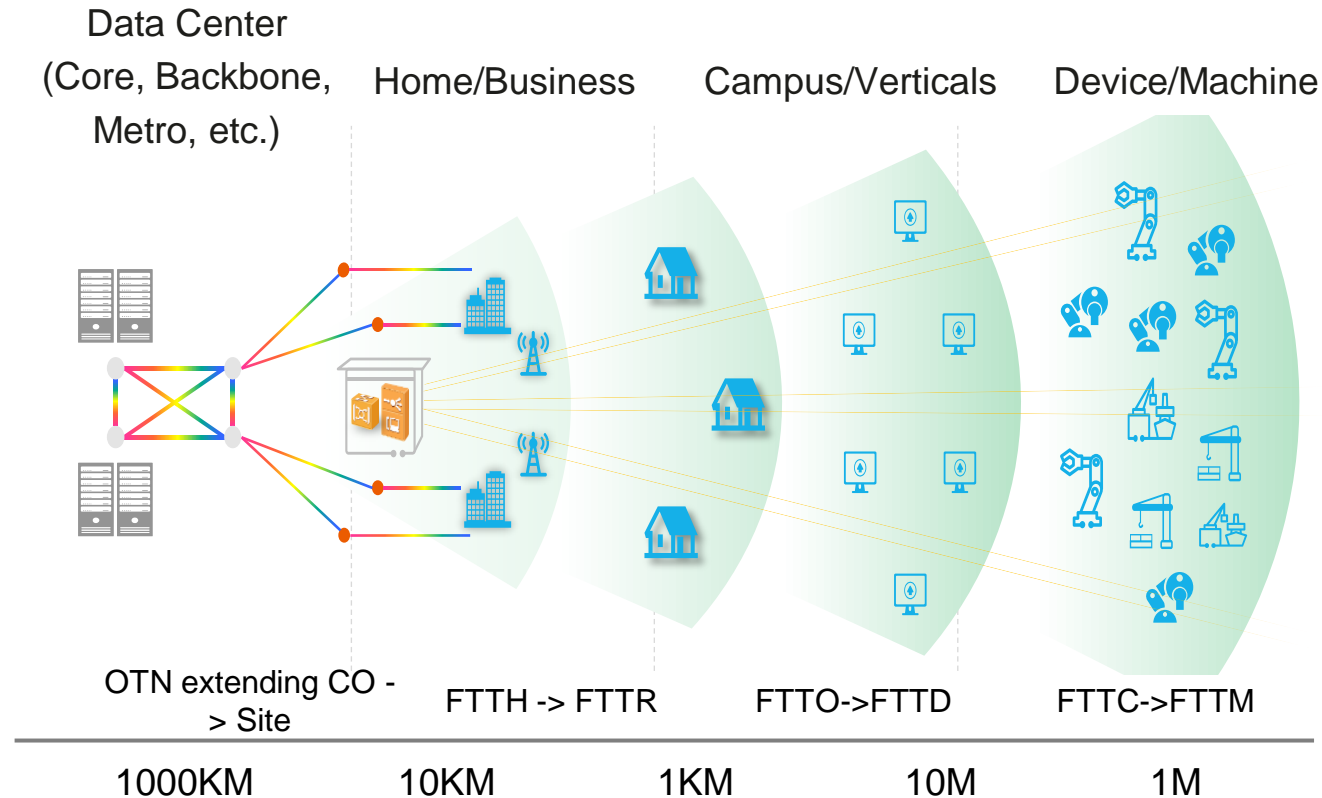 Data Center
(Core, Backbone,
Metro, etc.)
Home/Business
Campus/Verticals
Device/Machine
OTN extending CO -
> Site
FTTH -> FTTR
FTTO->FTTD
FTTC->FTTM
1000KM
10KM
1KM
10M
1M